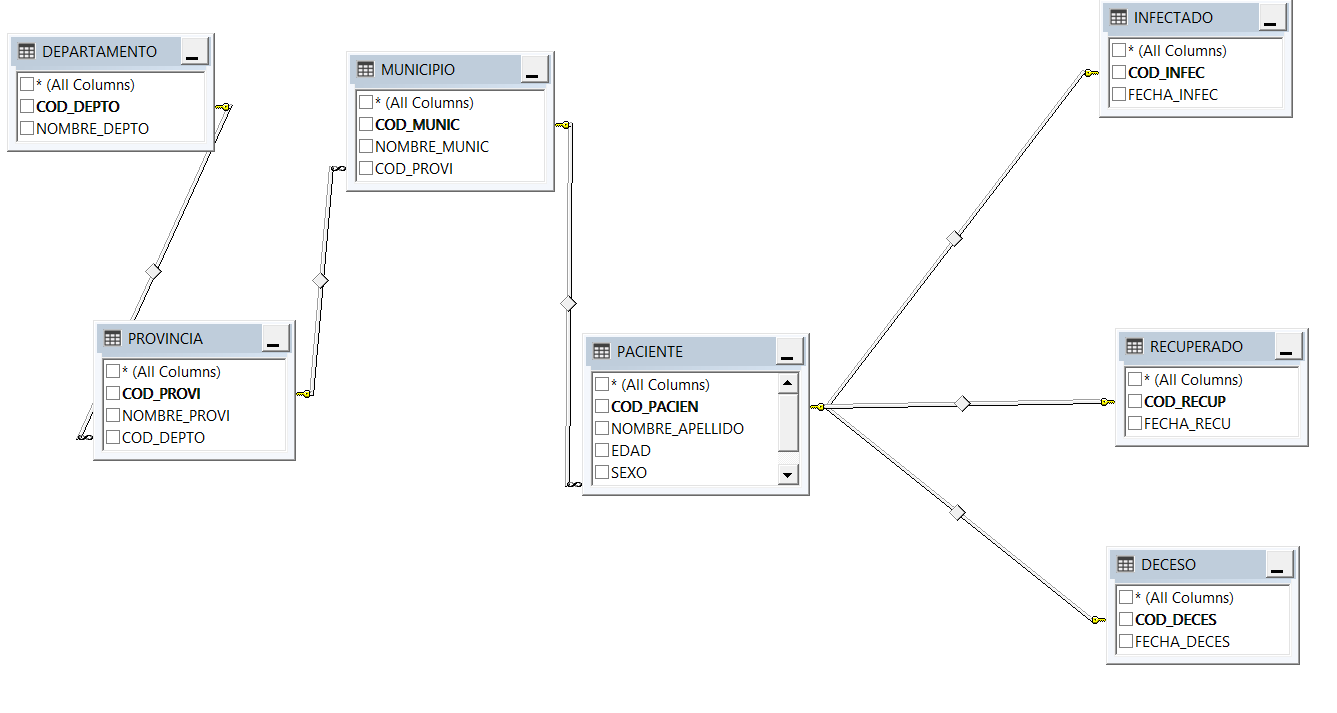 DEPARTAMENTO
* (All Columns)
COD_DEPTO
NOMBRE_DEPTO
MUNICIPIO
* (All Columns)
COD_MUNIC
NOMBRE_MUNIC
COD_PROVI
INFECTADO
* (All Columns)
COD_INFEC
FECHA_INFEC
PROVINCIA
* (All Columns)
COD_PROVI
NOMBRE_PROVI
COD_DEPTO
PACIENTE
* (All Columns)
COD_PACIEN
NOMBRE_APELLIDO
EDAD
SEXO
RECUPERADO
* (All Columns)
COD_RECUP
FECHA_RECU
DECESO
* (All Columns)
COD_DECES
FECHA_DECES